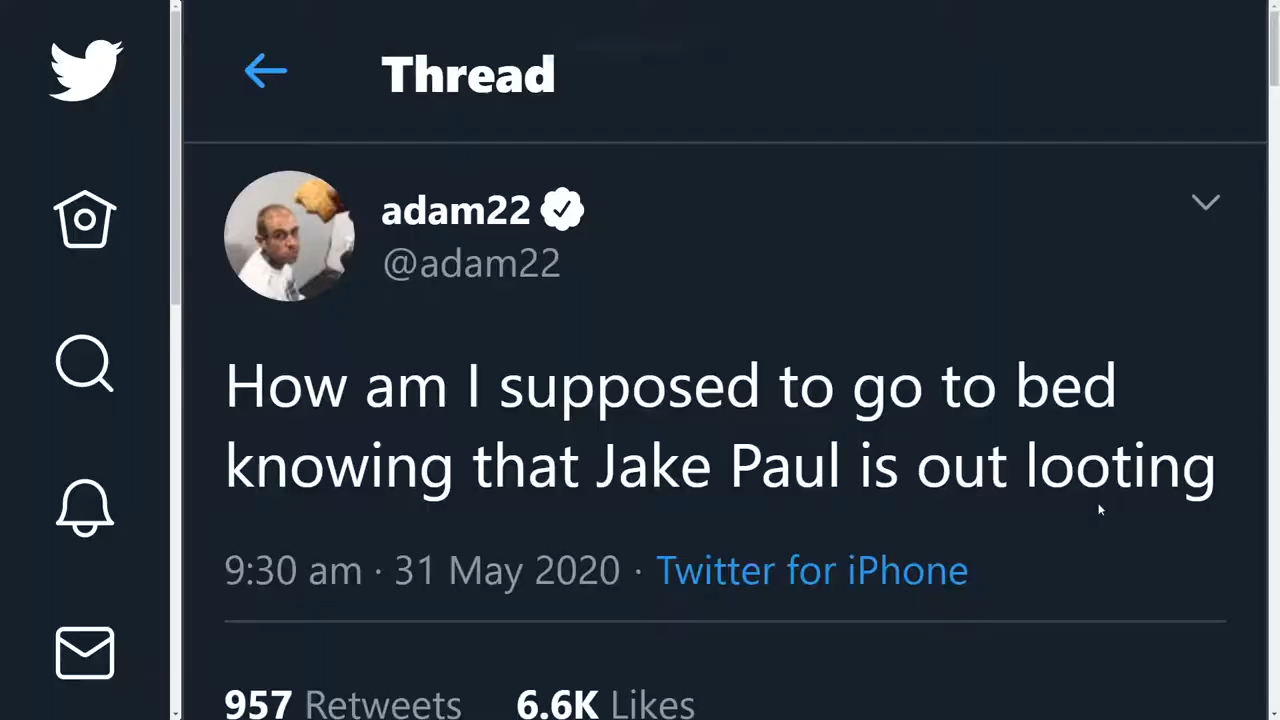 Thread
adam22
@adam22
How am I supposed to go to bed
knowing that Jake Paul is out looting
9:30 am · 31 May 2020 · Twitter for iPhone
957 Retweets 6.6K Likes